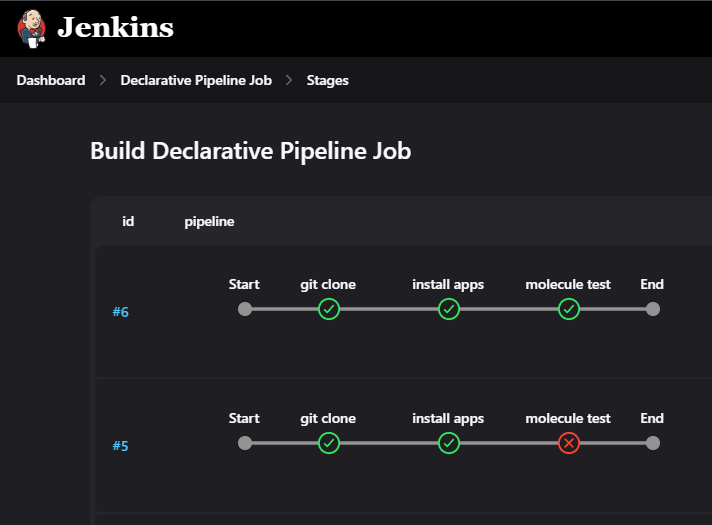 Jenkins
Dashboard Declarative Pipeline Job Stages
Build Declarative Pipeline Job
id pipeline
Start git clone install apps molecule test End
#6
Start git clone install apps molecule test End
#5